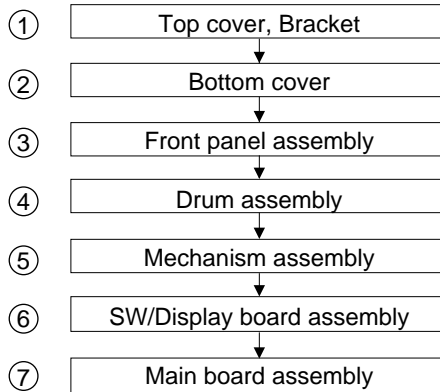 ① Top cover, Bracket
② Bottom cover
③ Front panel assembly
④ Drum assembly
⑤ Mechanism assembly
⑥ SW/Display board assembly
⑦ Main board assembly